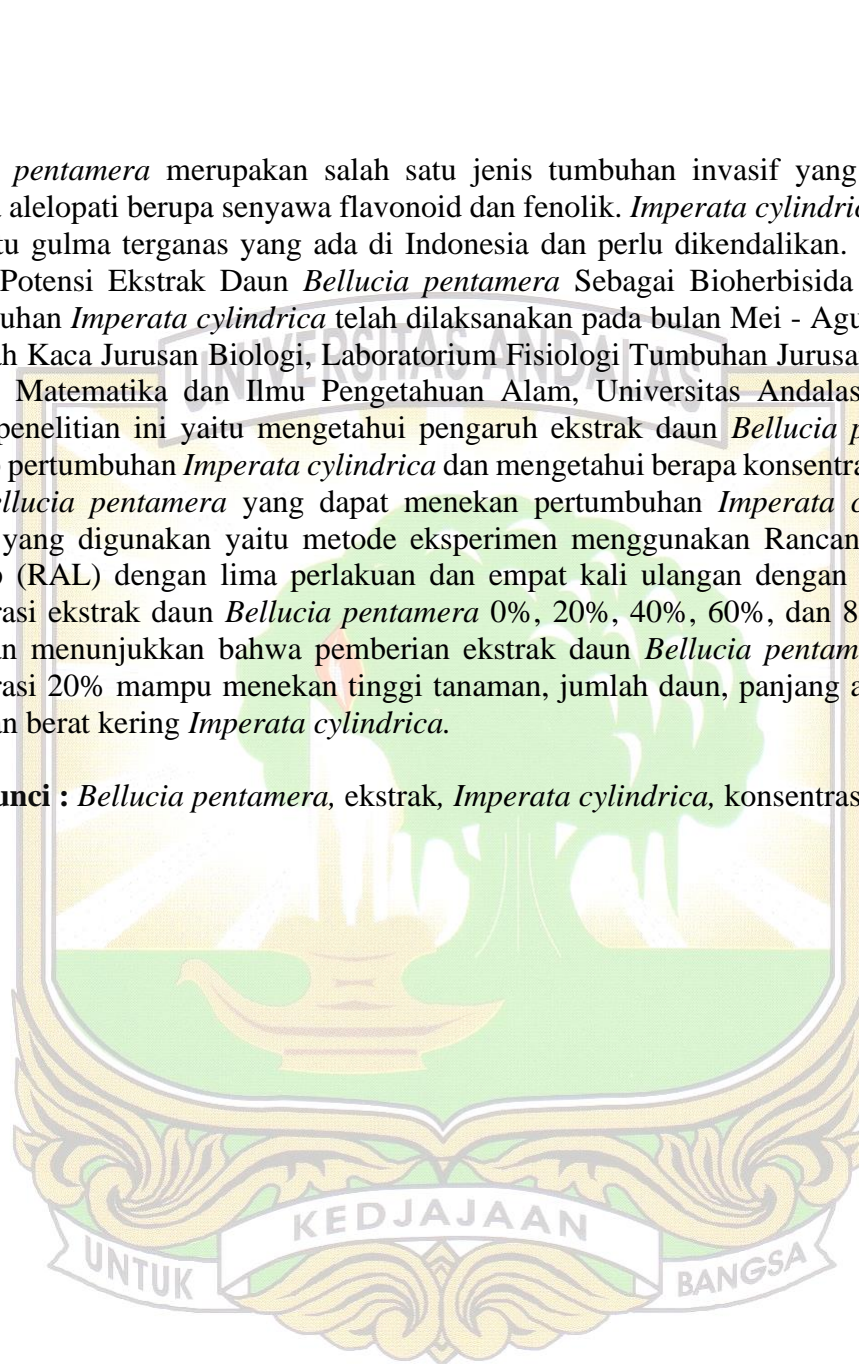 pentamera merupakan salah satu jenis tumbuhan invasif yang
alelopati berupa senyawa flavonoid dan fenolik. Imperata cylindric
tu gulma terganas yang ada di Indonesia dan perlu dikendalikan.
Potensi Ekstrak Daun Bellucia pentamera Sebagai Bioherbisida
buhan Imperata cylindrica telah dilaksanakan pada bulan Mei - Agu
ah Kaca Jurusan Biologi, Laboratorium Fisiologi Tumbuhan Jurusa
Matematika dan Ilmu Pengetahuan Alam, Universitas Andalas
penelitian ini yaitu mengetahui pengaruh ekstrak daun Bellucia p
pertumbuhan Imperata cylindrica dan mengetahui berapa konsentra
ellucia pentamera yang dapat menekan pertumbuhan Imperata c
yang digunakan yaitu metode eksperimen menggunakan Rancan
(RAL) dengan lima perlakuan dan empat kali ulangan dengan
rasi ekstrak daun Bellucia pentamera 0%, 20%, 40%, 60%, dan 8
an menunjukkan bahwa pemberian ekstrak daun Bellucia pentam
rasi 20% mampu menekan tinggi tanaman, jumlah daun, panjang a
an berat kering Imperata cylindrica.
unci : Bellucia pentamera, ekstrak, Imperata cylindrica, konsentras
UNIVERSITAS ANDALAS
UNTUK KEDJAJAAN BANGSA